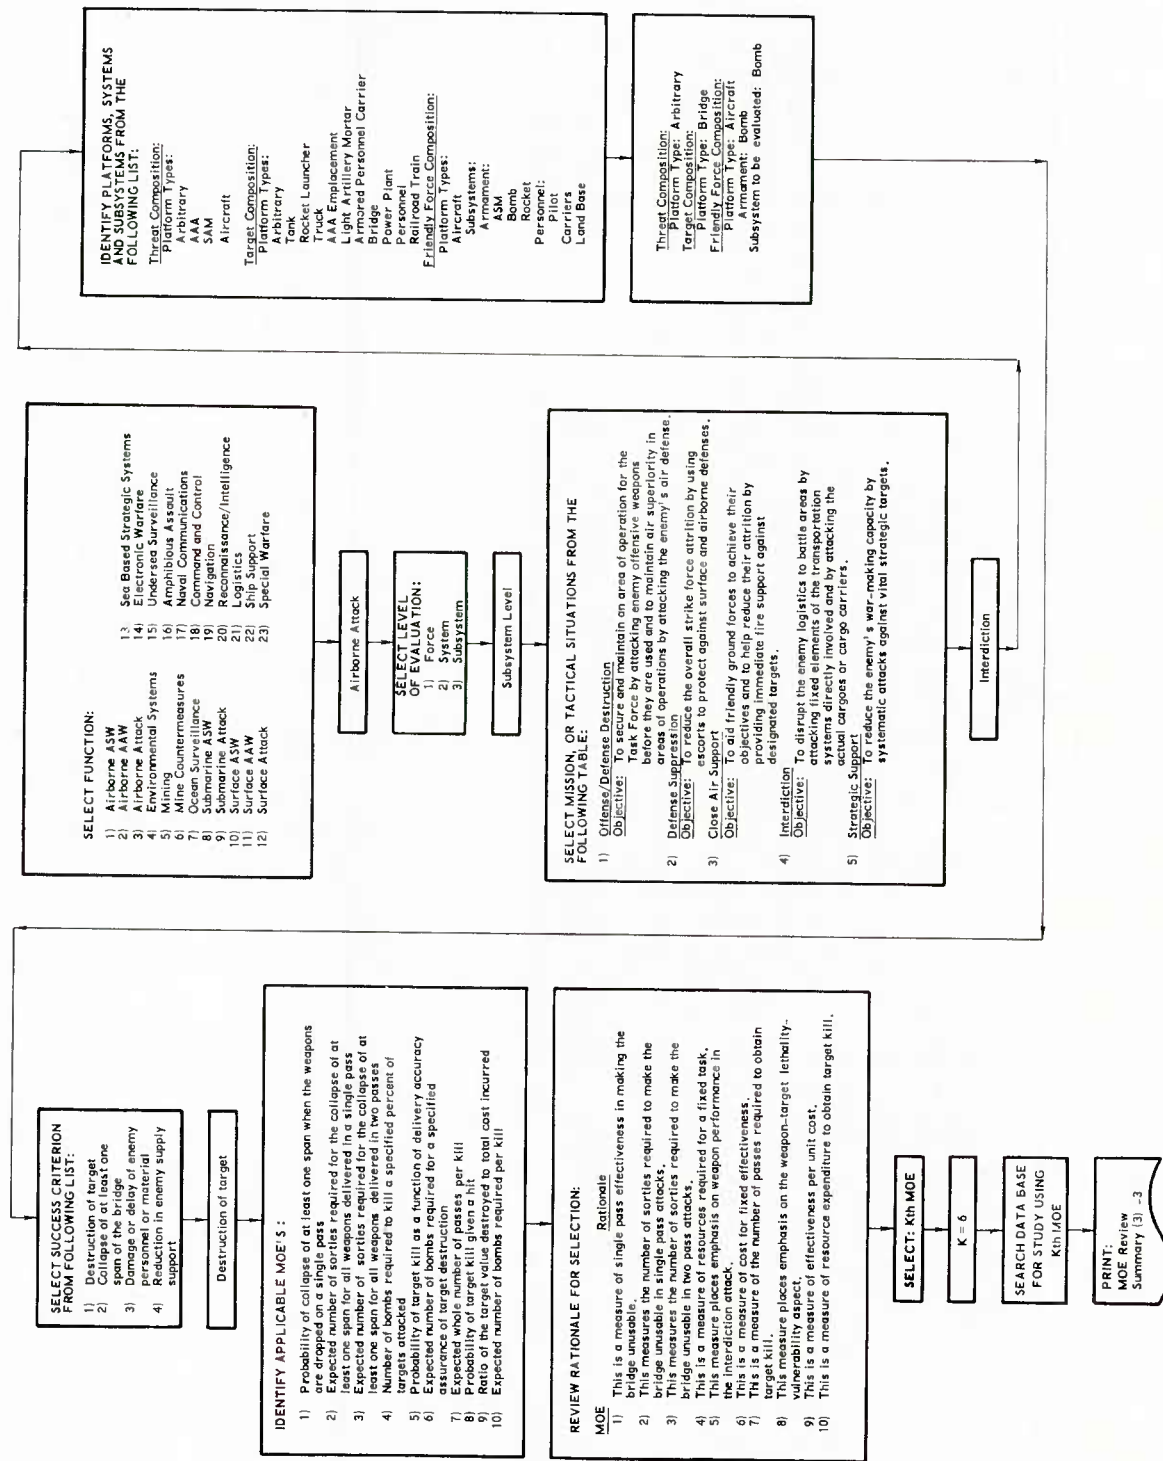 SELECT FUNCTION:
1) Airborne ASW
2) Airborne AAW
3) Airborne Attack
4) Environmental Systems
5) Mining
6) Mine Countermeasures
7) Ocean Surveillance
8) Submarine ASW
9) Submarine Attack
10) Surface ASW
11) Surface AAW
12) Surface Attack
13) Sea Based Strategic Systems
14) Electronic Warfare
15) Undersea Surveillance
16) Amphibious Assault
17) Naval Communications
18) Command and Control
19) Navigation
20) Reconnaissance/Intelligence
21) Logistics
22) Ship Support
23) Special Warfare
Airborne Attack
SELECT LEVEL
OF EVALUATION:
1) Force
2) System
3) Subsystem
Subsystem Level
SELECT MISSION, OR TACTICAL SITUATIONS FROM THE
FOLLOWING TABLE:
1) Offense/Defense Destruction
Objective: To secure and maintain an area of operation for the
Task Force by attacking enemy offensive weapons
before they are used and to maintain air superiority in
areas of operations by attacking the enemy's air defense.
2) Defense Suppression
Objective: To reduce the overall strike force attrition by using
escorts to protect against surface and airborne defenses.
3) Close Air Support
Objective: To aid friendly ground forces to achieve their
objectives and to help reduce their attrition by
providing immediate fire support against
designated targets.
4) Interdiction
Objective: To disrupt the enemy logistics to battle areas by
attacking fixed elements of the transportation
systems directly involved and by attacking the
actual cargoes or cargo carriers.
5) Strategic Support
Objective: To reduce the enemy's war-making capacity by
systematic attacks against vital strategic targets.
Interdiction
IDENTIFY PLATFORMS, SYSTEMS
AND SUBSYSTEMS FROM THE
FOLLOWING LIST:
Threat Composition:
Platform Types:
Arbitrary
AAA
SAM
Aircraft
Target Composition:
Platform Types:
Arbitrary
Tank
Rocket Launcher
Truck
AAA Emplacement
Light Artillery Mortar
Armored Personnel Carrier
Bridge
Power Plant
Personnel
Railroad Train
Friendly Force Composition:
Platform Types:
Aircraft
Subsystems:
Armament:
ASM
Bomb
Rocket
Personnel:
Pilot
Carriers
Land Base
Threat Composition:
Platform Type: Arbitrary
Target Composition:
Platform Type: Bridge
Friendly Force Composition:
Platform Type: Aircraft
Armament: Bomb
Subsystem to be evaluated: Bomb
SELECT SUCCESS CRITERION
FROM FOLLOWING LIST:
1) Destruction of target
2) Collapse of at least one
span of the bridge
3) Damage or delay of enemy
personnel or material
4) Reduction in enemy supply
support
Destruction of target
IDENTIFY APPLICABLE MOE'S :
1) Probability of collapse of at least one span when the weapons
are dropped on a single pass
2) Expected number of sorties required for the collapse of at
least one span for all weapons delivered in a single pass
3) Expected number of sorties required for the collapse of at
least one span for all weapons delivered in two passes
4) Number of bombs required to kill a specified percent of
targets attacked
5) Probability of target kill as a function of delivery accuracy
6) Expected number of bombs required for a specified
assurance of target destruction
7) Expected whole number of passes per kill
8) Probability of target kill given a hit
9) Ratio of the target value destroyed to total cost incurred
10) Expected number of bombs required per kill
REVIEW RATIONALE FOR SELECTION:
MOE Rationale
1) This is a measure of single pass effectiveness in making the
bridge unusable.
2) This measures the number of sorties required to make the
bridge unusable in single pass attacks.
3) This measures the number of sorties required to make the
bridge unusable in two pass attacks.
4) This is a measure of resources required for a fixed task.
5) This measure places emphasis on weapon performance in
the interdiction attack.
6) This is a measure of cost for fixed effectiveness.
7) This is a measure of the number of passes required to obtain
target kill.
8) This measure places emphasis on the weapon-target lethality-
vulnerability aspect.
9) This is a measure of effectiveness per unit cost.
10) This is a measure of resource expenditure to obtain target kill.
SELECT: Kth MOE
K = 6
SEARCH DATA BASE
FOR STUDY USING
Kth MOE
PRINT:
MOE Review
Summary (3) -3